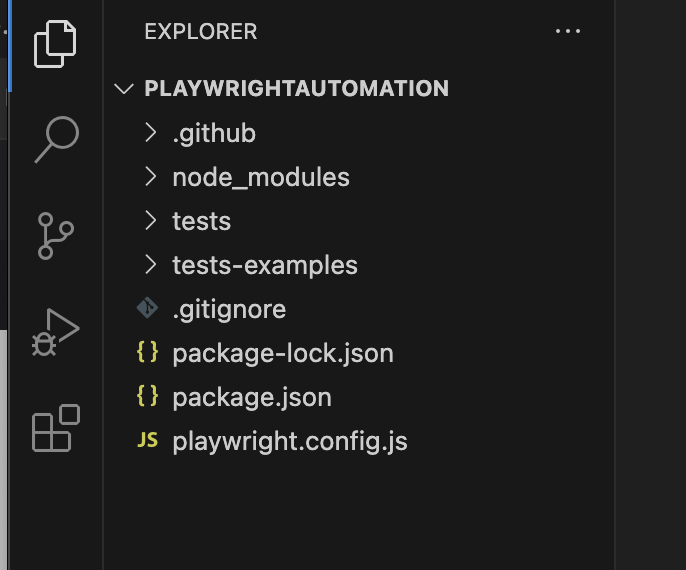 EXPLORER
PLAYWRIGHTAUTOMATION
.github
node_modules
tests
tests-examples
.gitignore
{} package-lock.json
{} package.json
JS playwright.config.js